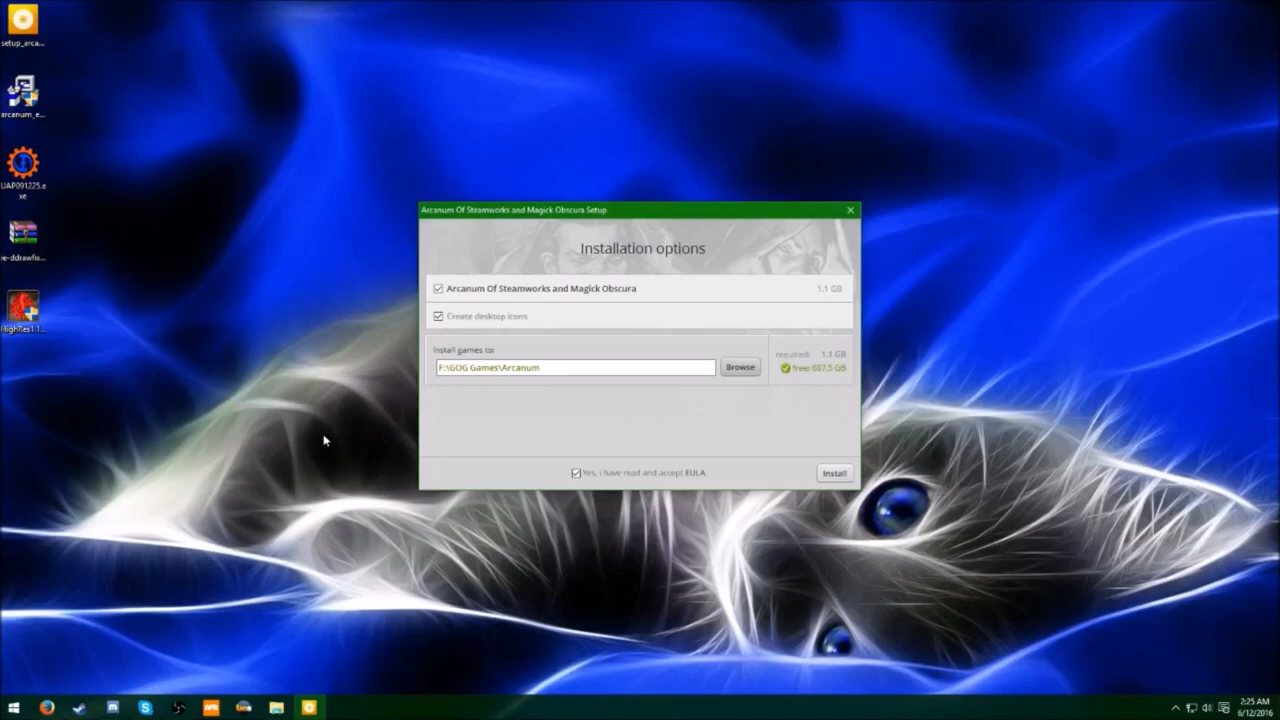 setup_arca...
arcanum_e...
UAP091225.e
xe
ie-ddrawfix...
HighRes1.1...
Arcanum Of Steamworks and Magick Obscura Setup
Installation options
Arcanum Of Steamworks and Magick Obscura 1.1 GB
Create desktop icons
Install games to:
F:\GOG Games\Arcanum
Browse
required: 1.1 GB
free: 687.5 GB
Yes, I have read and accept EULA.
Install
2:25 AM
6/12/2016